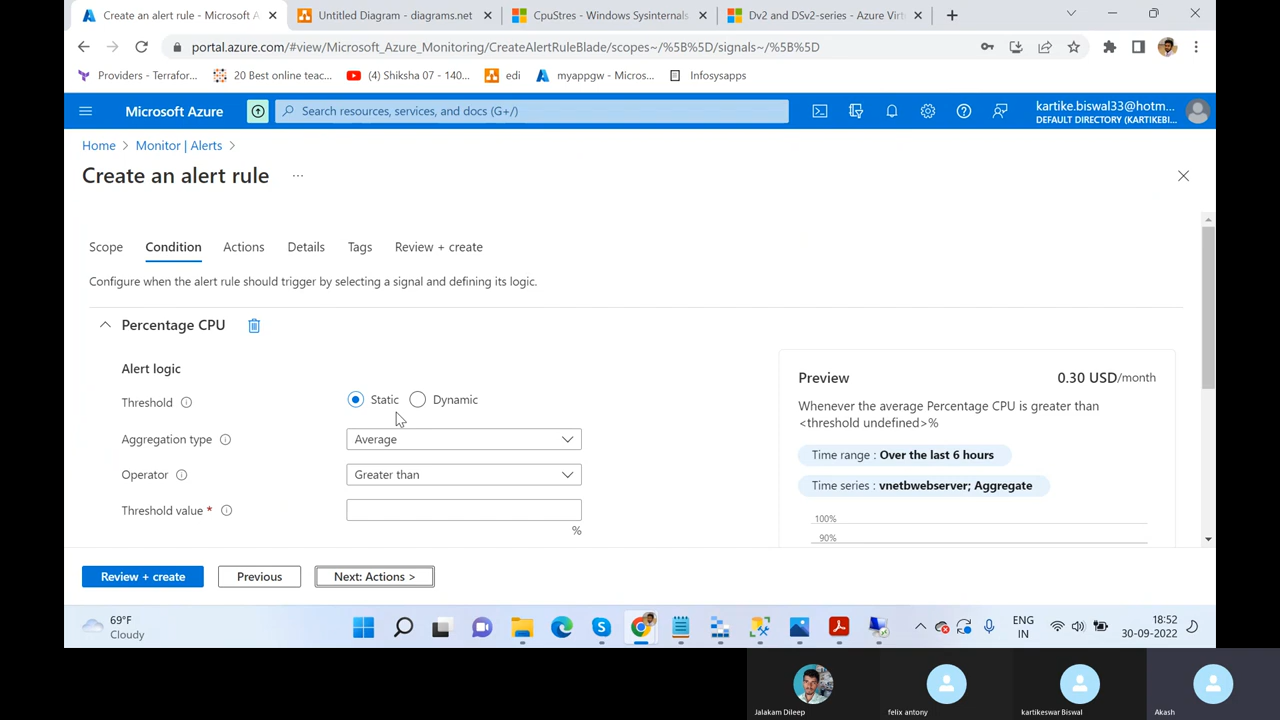 Create an alert rule - Microsoft A
Untitled Diagram - diagrams.net
CpuStres - Windows Sysinternals
Dv2 and DSv2-series - Azure Virt
portal.azure.com/#view/Microsoft_Azure_Monitoring/CreateAlertRuleBlade/scopes~/%5B%5D/signals~/%5B%5D
Providers - Terrafor...
20 Best online teac...
(4) Shiksha 07 - 140...
edi
myappgw - Micros...
Infosysapps
Microsoft Azure
Search resources, services, and docs (G+/)
kartike.biswal33@hotm...
DEFAULT DIRECTORY (KARTIKEBI...
Home > Monitor | Alerts >
Create an alert rule ...
Scope
Condition
Actions
Details
Tags
Review + create
Configure when the alert rule should trigger by selecting a signal and defining its logic.
Percentage CPU
Alert logic
Threshold
Static
Dynamic
Aggregation type
Average
Operator
Greater than
Threshold value *
%
Preview
0.30 USD/month
Whenever the average Percentage CPU is greater than
<threshold undefined>%
Time range : Over the last 6 hours
Time series : vnetbwebserver; Aggregate
100%
90%
Review + create
Previous
Next: Actions >
69°F
Cloudy
ENG
IN
18:52
30-09-2022
Jalakam Dileep
felix antony
kartikeswar Biswal
Akash